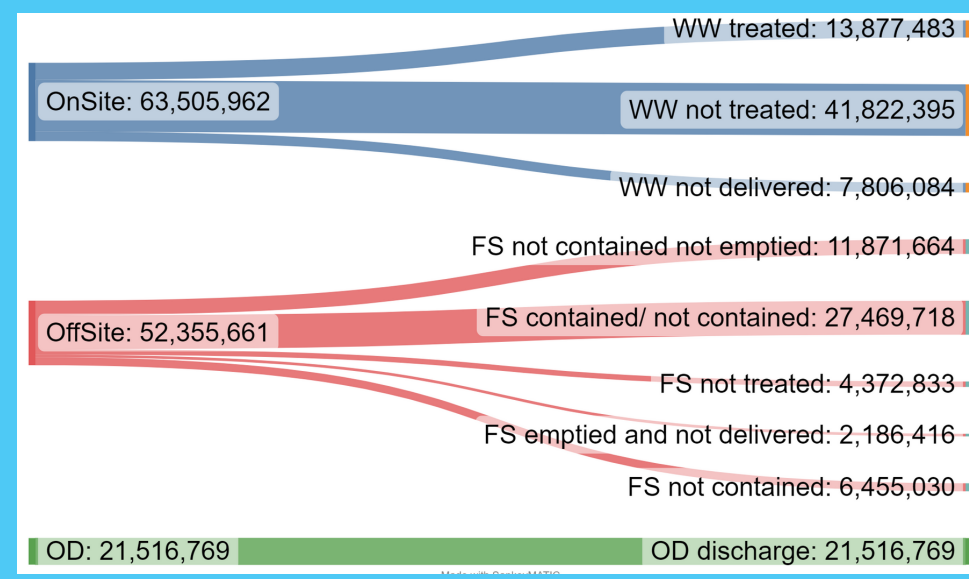 WW treated: 13,877,483
OnSite: 63,505,962
WW not treated: 41,822,395
WW not delivered: 7,806,084
FS not contained not emptied: 11,871,664
OffSite: 52,355,661
FS contained/ not contained: 27,469,718
FS not treated: 4,372,833
FS emptied and not delivered: 2,186,416
FS not contained: 6,455,030
OD: 21,516,769
OD discharge: 21,516,769
Made with SankeyMATIC